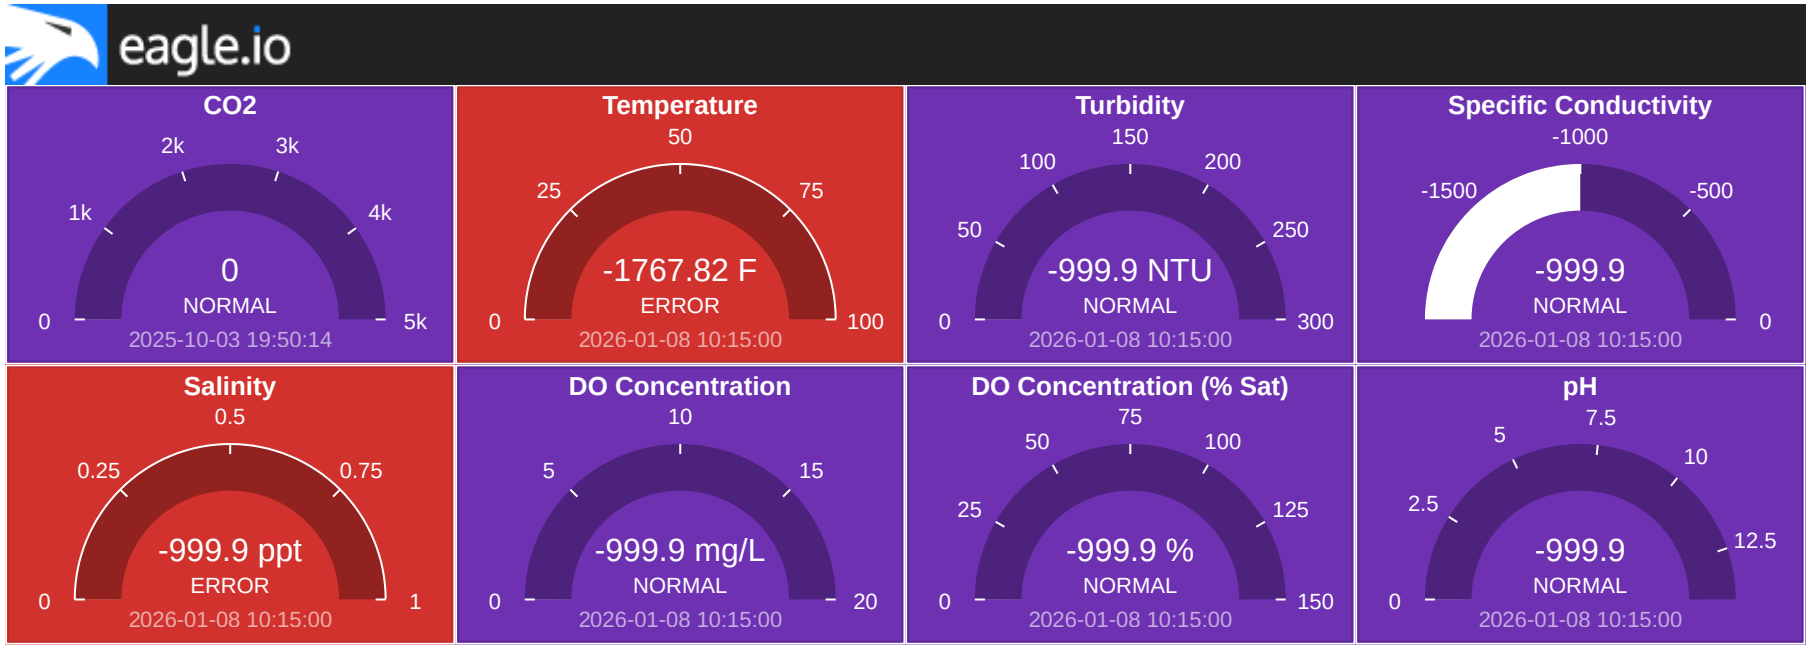 eagle.io
CO2
2k 3k
1k 4k
0
NORMAL
0 5k
2025-10-03 19:50:14
Temperature
50
25 75
-1767.82 F
ERROR
0 100
2026-01-08 10:15:00
Turbidity
150
100 200
50 250
-999.9 NTU
NORMAL
0 300
2026-01-08 10:15:00
Specific Conductivity
-1000
-1500 -500
-999.9
NORMAL
0
2026-01-08 10:15:00
Salinity
0.5
0.25 0.75
-999.9 ppt
ERROR
0 1
2026-01-08 10:15:00
DO Concentration
10
5 15
-999.9 mg/L
NORMAL
0 20
2026-01-08 10:15:00
DO Concentration (% Sat)
75
50 100
25 125
-999.9 %
NORMAL
0 150
2026-01-08 10:15:00
pH
7.5
5 10
2.5 12.5
-999.9
NORMAL
0
2026-01-08 10:15:00